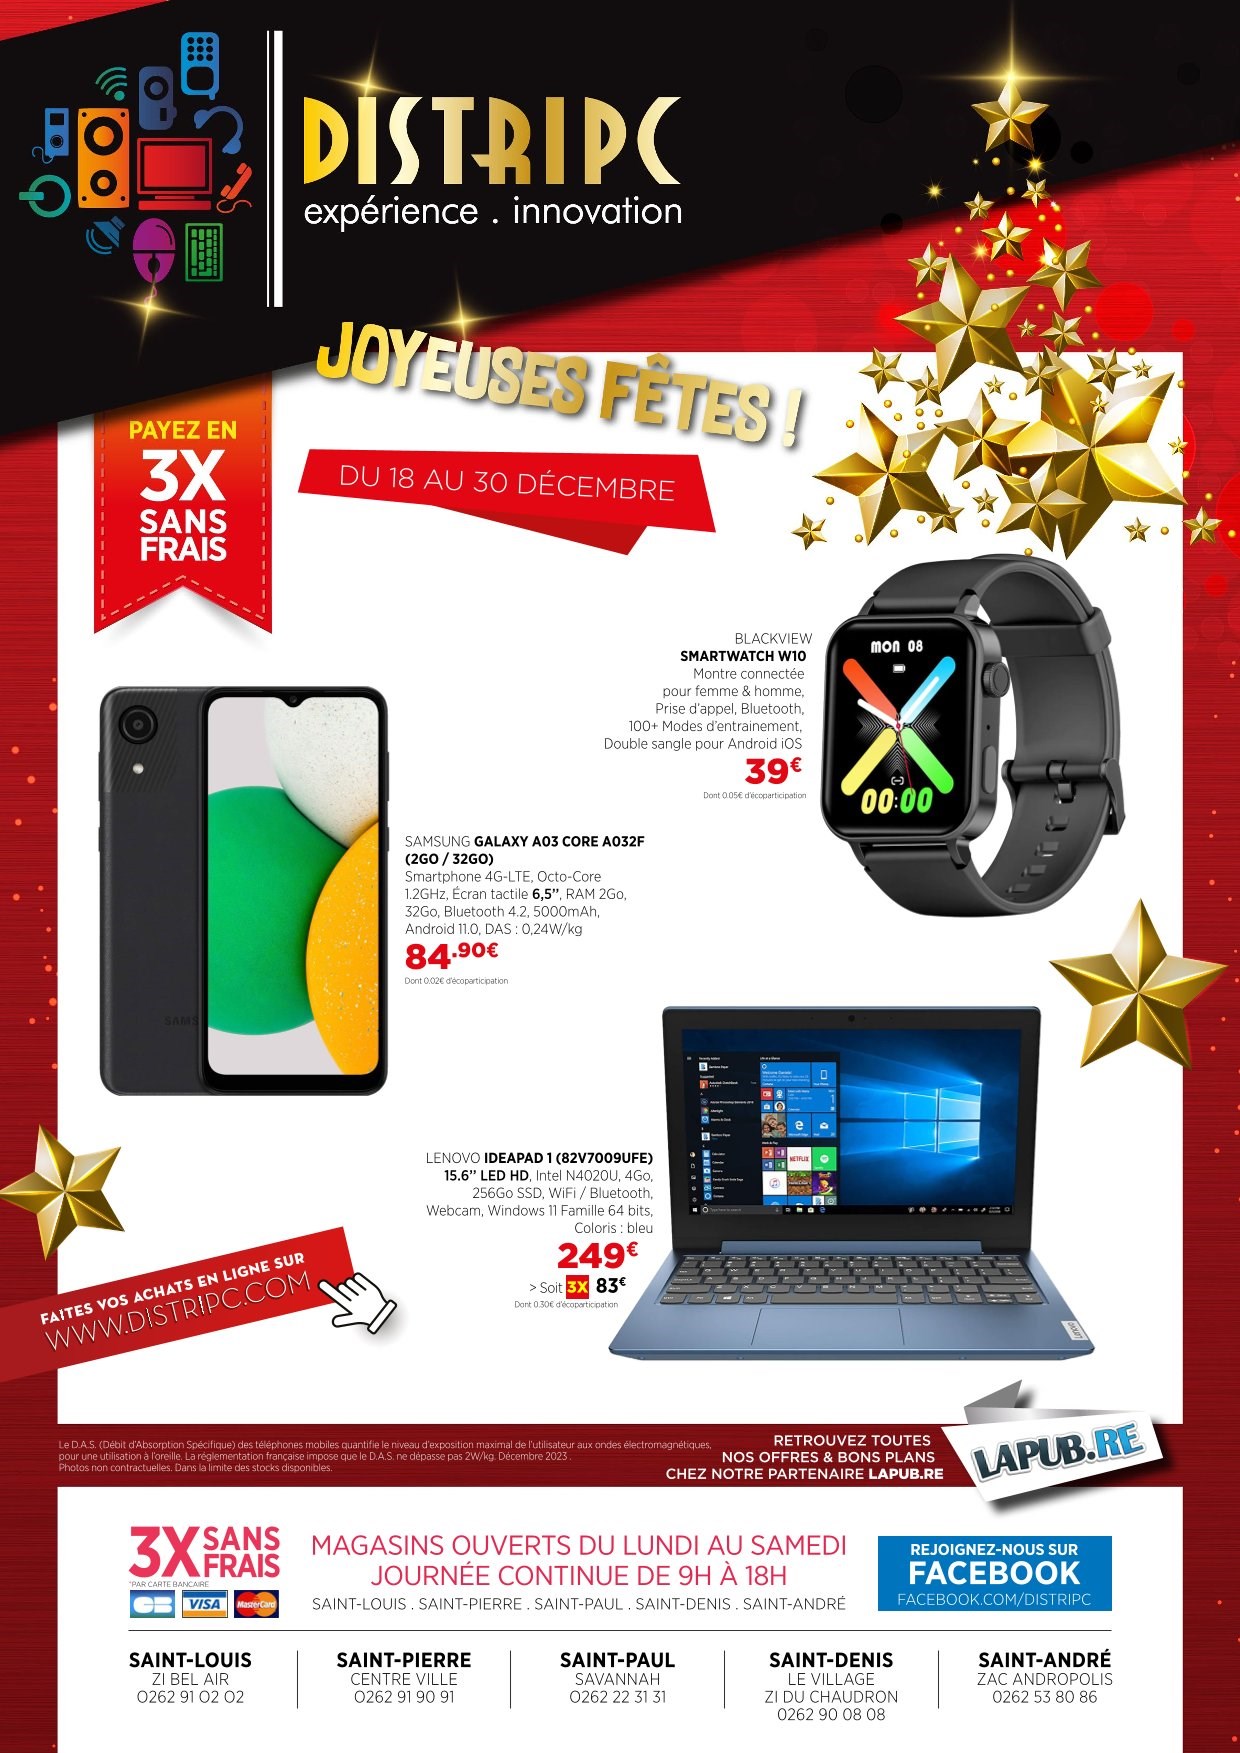 DISTRIPC
expérience . innovation
JOYEUSES FÊTES !
PAYEZ EN
3X
SANS
FRAIS
DU 18 AU 30 DÉCEMBRE
BLACKVIEW
SMARTWATCH W10
Montre connectée
pour femme & homme,
Prise d'appel, Bluetooth,
100+ Modes d'entrainement,
Double sangle pour Android iOS
39€
Dont 0.05€ d'écoparticipation
MON 08
00:00
SAMSUNG GALAXY A03 CORE A032F
(2GO / 32GO)
Smartphone 4G-LTE, Octo-Core
1.2GHz, Écran tactile 6,5’’, RAM 2Go,
32Go, Bluetooth 4.2, 5000mAh,
Android 11.0, DAS : 0,24W/kg
84.90€
Dont 0.02€ d'écoparticipation
LENOVO IDEAPAD 1 (82V7009UFE)
15.6’’ LED HD, Intel N4020U, 4Go,
256Go SSD, WiFi / Bluetooth,
Webcam, Windows 11 Famille 64 bits,
Coloris : bleu
249€
> Soit 3X 83€
Dont 0.30€ d'écoparticipation
NETFLIX
FAITES VOS ACHATS EN LIGNE SUR
WWW.DISTRIPC.COM
Le D.A.S. (Débit d'Absorption Spécifique) des téléphones mobiles quantifie le niveau d'exposition maximal de l'utilisateur aux ondes électromagnétiques,
pour une utilisation à l'oreille. La réglementation française impose que le D.A.S. ne dépasse pas 2W/kg. Décembre 2023 .
Photos non contractuelles. Dans la limite des stocks disponibles.
RETROUVEZ TOUTES
NOS OFFRES & BONS PLANS
CHEZ NOTRE PARTENAIRE LAPUB.RE
LAPUB.RE
3X SANS
FRAIS
*PAR CARTE BANCAIRE
CB VISA MasterCard
MAGASINS OUVERTS DU LUNDI AU SAMEDI
JOURNÉE CONTINUE DE 9H À 18H
SAINT-LOUIS . SAINT-PIERRE . SAINT-PAUL . SAINT-DENIS . SAINT-ANDRÉ
REJOIGNEZ-NOUS SUR
FACEBOOK
FACEBOOK.COM/DISTRIPC
SAINT-LOUIS
ZI BEL AIR
0262 91 02 02
SAINT-PIERRE
CENTRE VILLE
0262 91 90 91
SAINT-PAUL
SAVANNAH
0262 22 31 31
SAINT-DENIS
LE VILLAGE
ZI DU CHAUDRON
0262 90 08 08
SAINT-ANDRÉ
ZAC ANDROPOLIS
0262 53 80 86